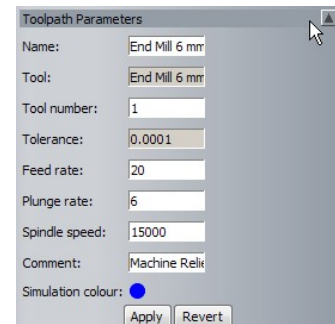 Toolpath Parameters
Name: End Mill 6 mm
Tool: End Mill 6 mm
Tool number: 1
Tolerance: 0.0001
Feed rate: 20
Plunge rate: 6
Spindle speed: 15000
Comment: Machine Relie
Simulation colour:
Apply Revert